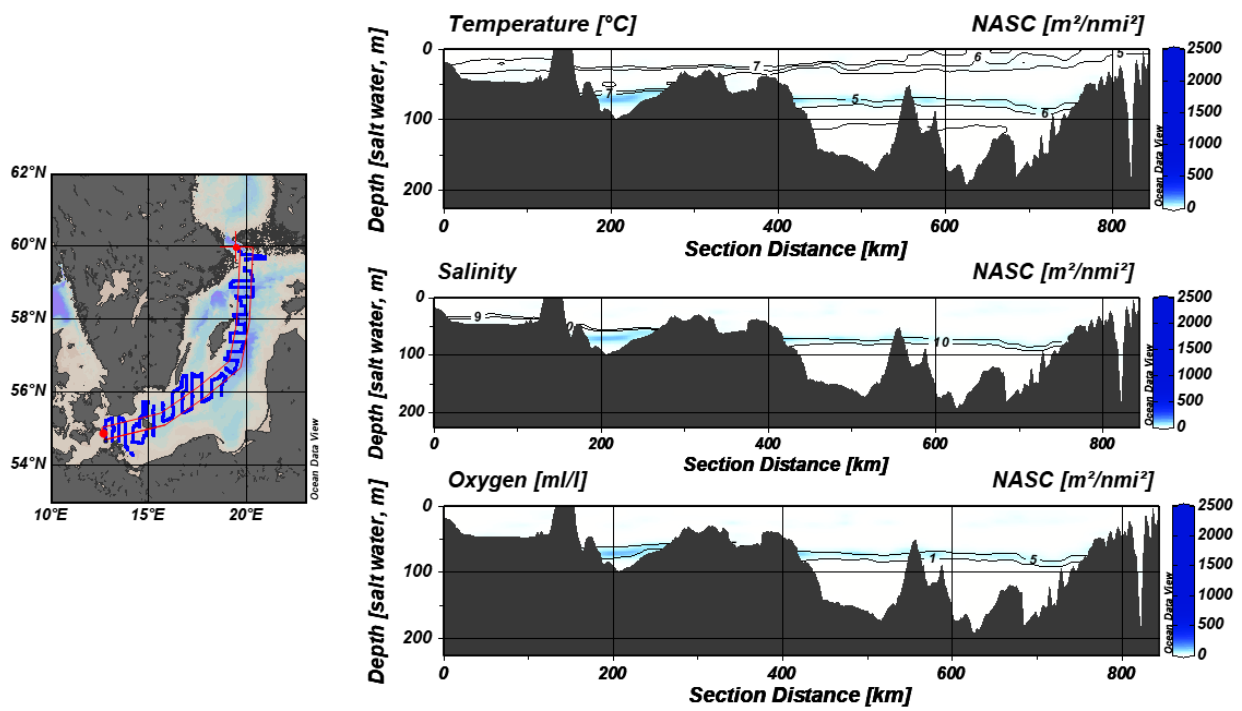 62°N
60°N
58°N
56°N
54°N
10°E 15°E 20°E
Ocean Data View
Temperature [°C] NASC [m²/nmi²]
Depth [salt water, m]
0
100
200
7
7
5
6
6
5
0 200 400 600 800
Section Distance [km]
2500
2000
1500
1000
500
0
Ocean Data View
Salinity NASC [m²/nmi²]
Depth [salt water, m]
0
100
200
9
10
0 200 400 600 800
Section Distance [km]
2500
2000
1500
1000
500
0
Ocean Data View
Oxygen [ml/l] NASC [m²/nmi²]
Depth [salt water, m]
0
100
200
1
5
0 200 400 600 800
Section Distance [km]
2500
2000
1500
1000
500
0
Ocean Data View